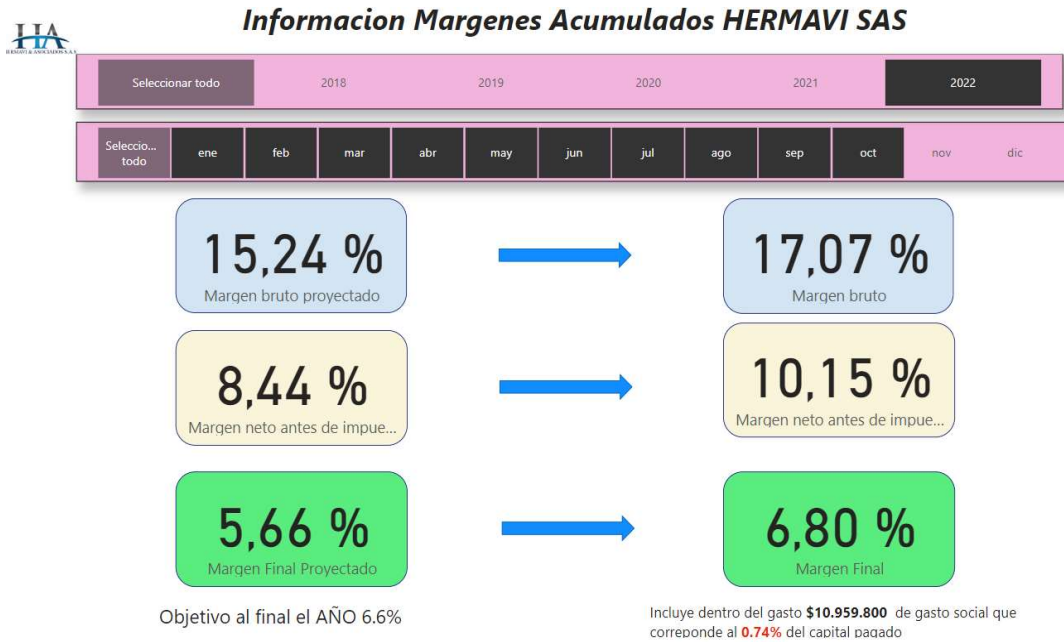 Informacion Margenes Acumulados HERMAVI SAS
HA
HERMAVI & ASOCIADOS S.A.S
Seleccionar todo 2018 2019 2020 2021 2022
Seleccio... todo ene feb mar abr may jun jul ago sep oct nov dic
15,24 % 17,07 %
Margen bruto proyectado Margen bruto
8,44 % 10,15 %
Margen neto antes de impue... Margen neto antes de impue...
5,66 % 6,80 %
Margen Final Proyectado Margen Final
Objetivo al final el AÑO 6.6%
Incluye dentro del gasto $10.959.800 de gasto social que
correponde al 0.74% del capital pagado